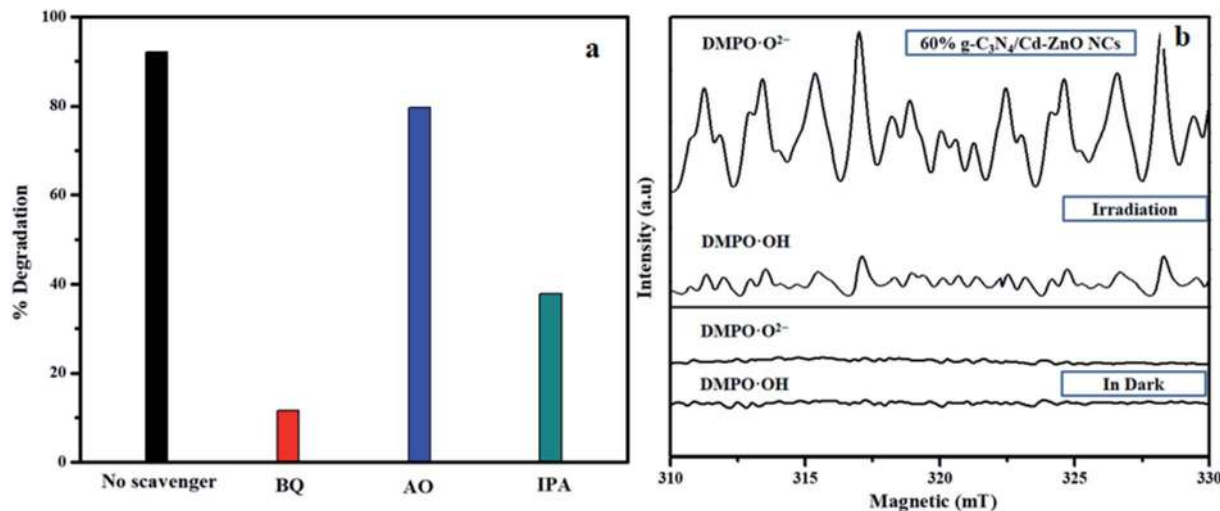 a
% Degradation
100
80
60
40
20
0
No scavenger BQ AO IPA
b
DMPO·O²⁻
60% g-C₃N₄/Cd-ZnO NCs
Irradiation
DMPO·OH
DMPO·O²⁻
DMPO·OH
In Dark
Intensity (a.u)
310 315 320 325 330
Magnetic (mT)